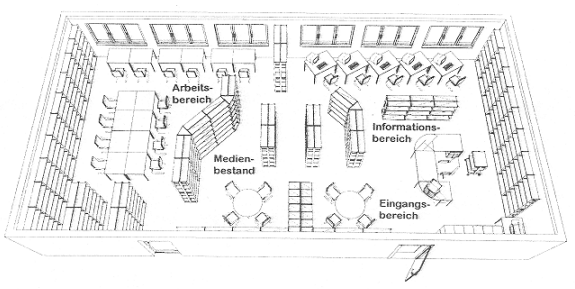 Arbeits-
bereich
Medien-
bestand
Informations-
bereich
Eingangs-
bereich